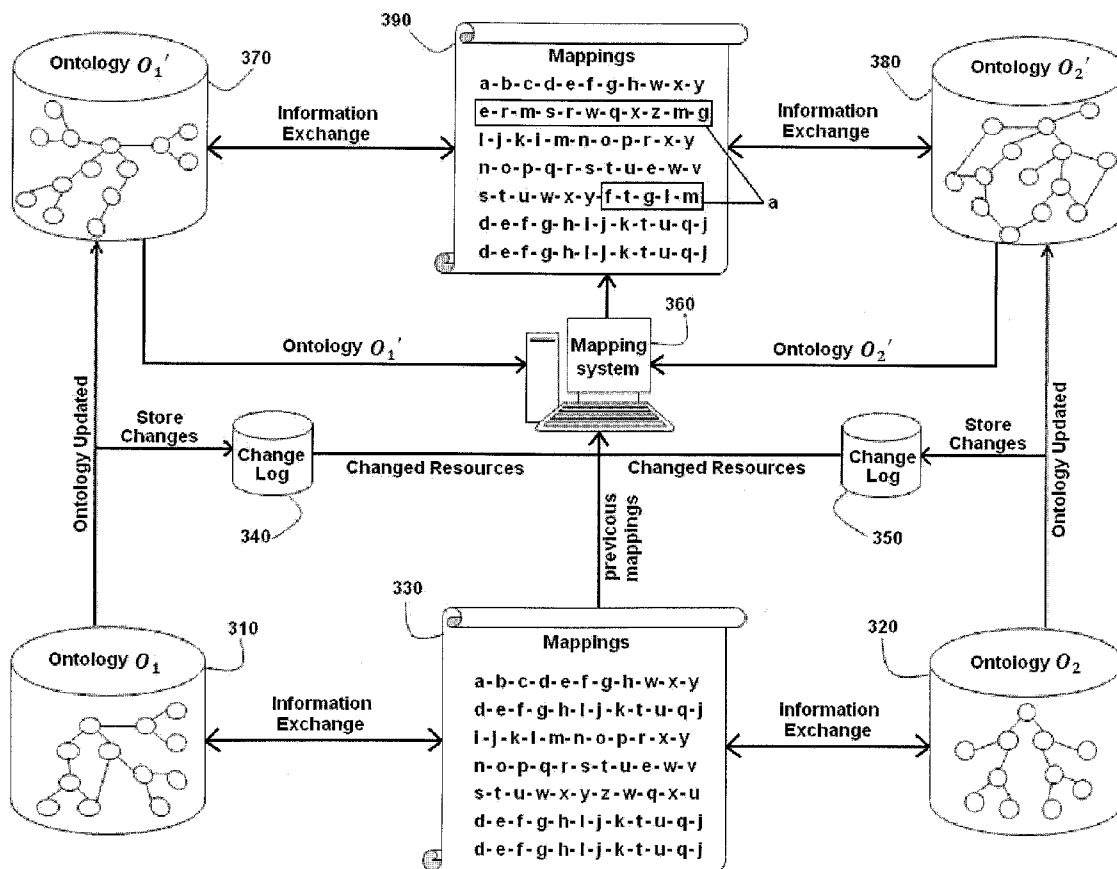 390
Ontology O₁′
370
Mappings
Ontology O₂′
380
a-b-c-d-e-f-g-h-w-x-y
e-r-m-s-r-w-q-x-z-m-g
l-j-k-l-m-n-o-p-r-x-y
n-o-p-q-r-s-t-u-e-w-v
s-t-u-w-x-y-f-t-g-l-m
d-e-f-g-h-l-j-k-t-u-q-j
d-e-f-g-h-l-j-k-t-u-q-j
a
Information
Exchange
Information
Exchange
360
Mapping
system
Ontology O₁′
Ontology O₂′
Ontology Updated
Store
Changes
Change
Log
340
Changed Resources
Changed Resources
Store
Changes
Change
Log
350
Ontology Updated
previcous
mappings
330
310
Ontology O₁
Mappings
320
Ontology O₂
a-b-c-d-e-f-g-h-w-x-y
d-e-f-g-h-l-j-k-t-u-q-j
i-j-k-l-m-n-o-p-r-x-y
n-o-p-q-r-s-t-u-e-w-v
s-t-u-w-x-y-z-w-q-x-u
d-e-f-g-h-l-j-k-t-u-q-j
d-e-f-g-h-l-j-k-t-u-q-j
Information
Exchange
Information
Exchange